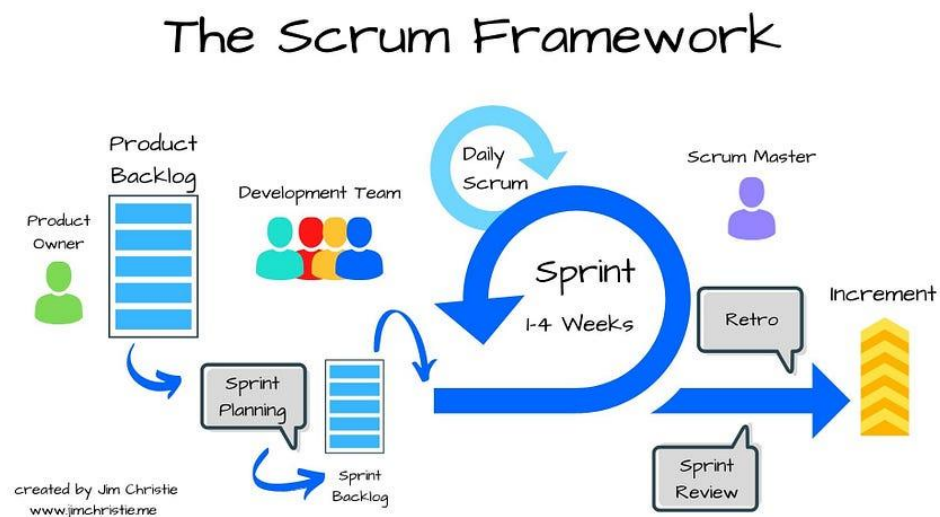 The Scrum Framework
Product
Backlog
Product
Owner
Development Team
Daily
Scrum
Scrum Master
Sprint
1-4 Weeks
Retro
Increment
Sprint
Planning
Sprint
Backlog
Sprint
Review
created by Jim Christie
www.jimchristie.me